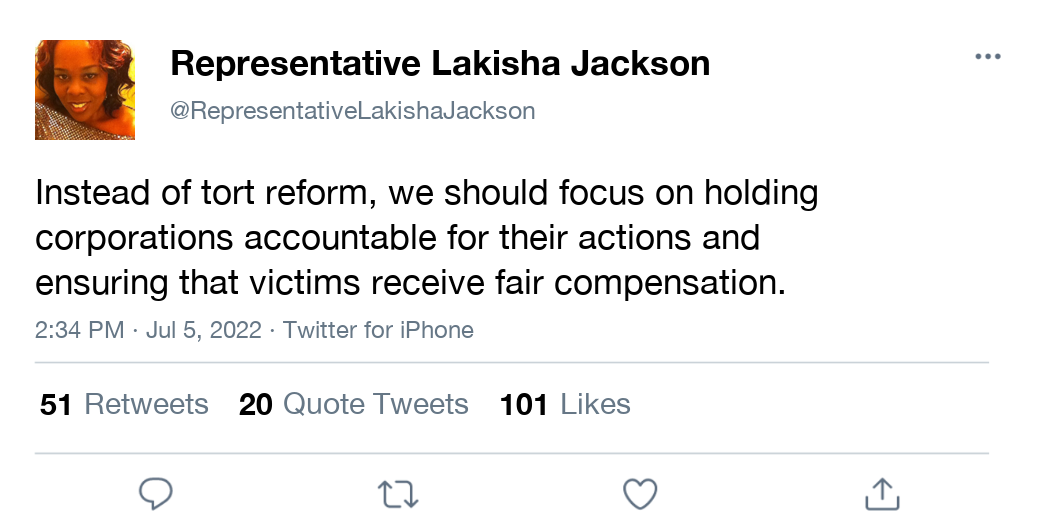 Representative Lakisha Jackson
@RepresentativeLakishaJackson
Instead of tort reform, we should focus on holding
corporations accountable for their actions and
ensuring that victims receive fair compensation.
2:34 PM · Jul 5, 2022 · Twitter for iPhone
51 Retweets 20 Quote Tweets 101 Likes